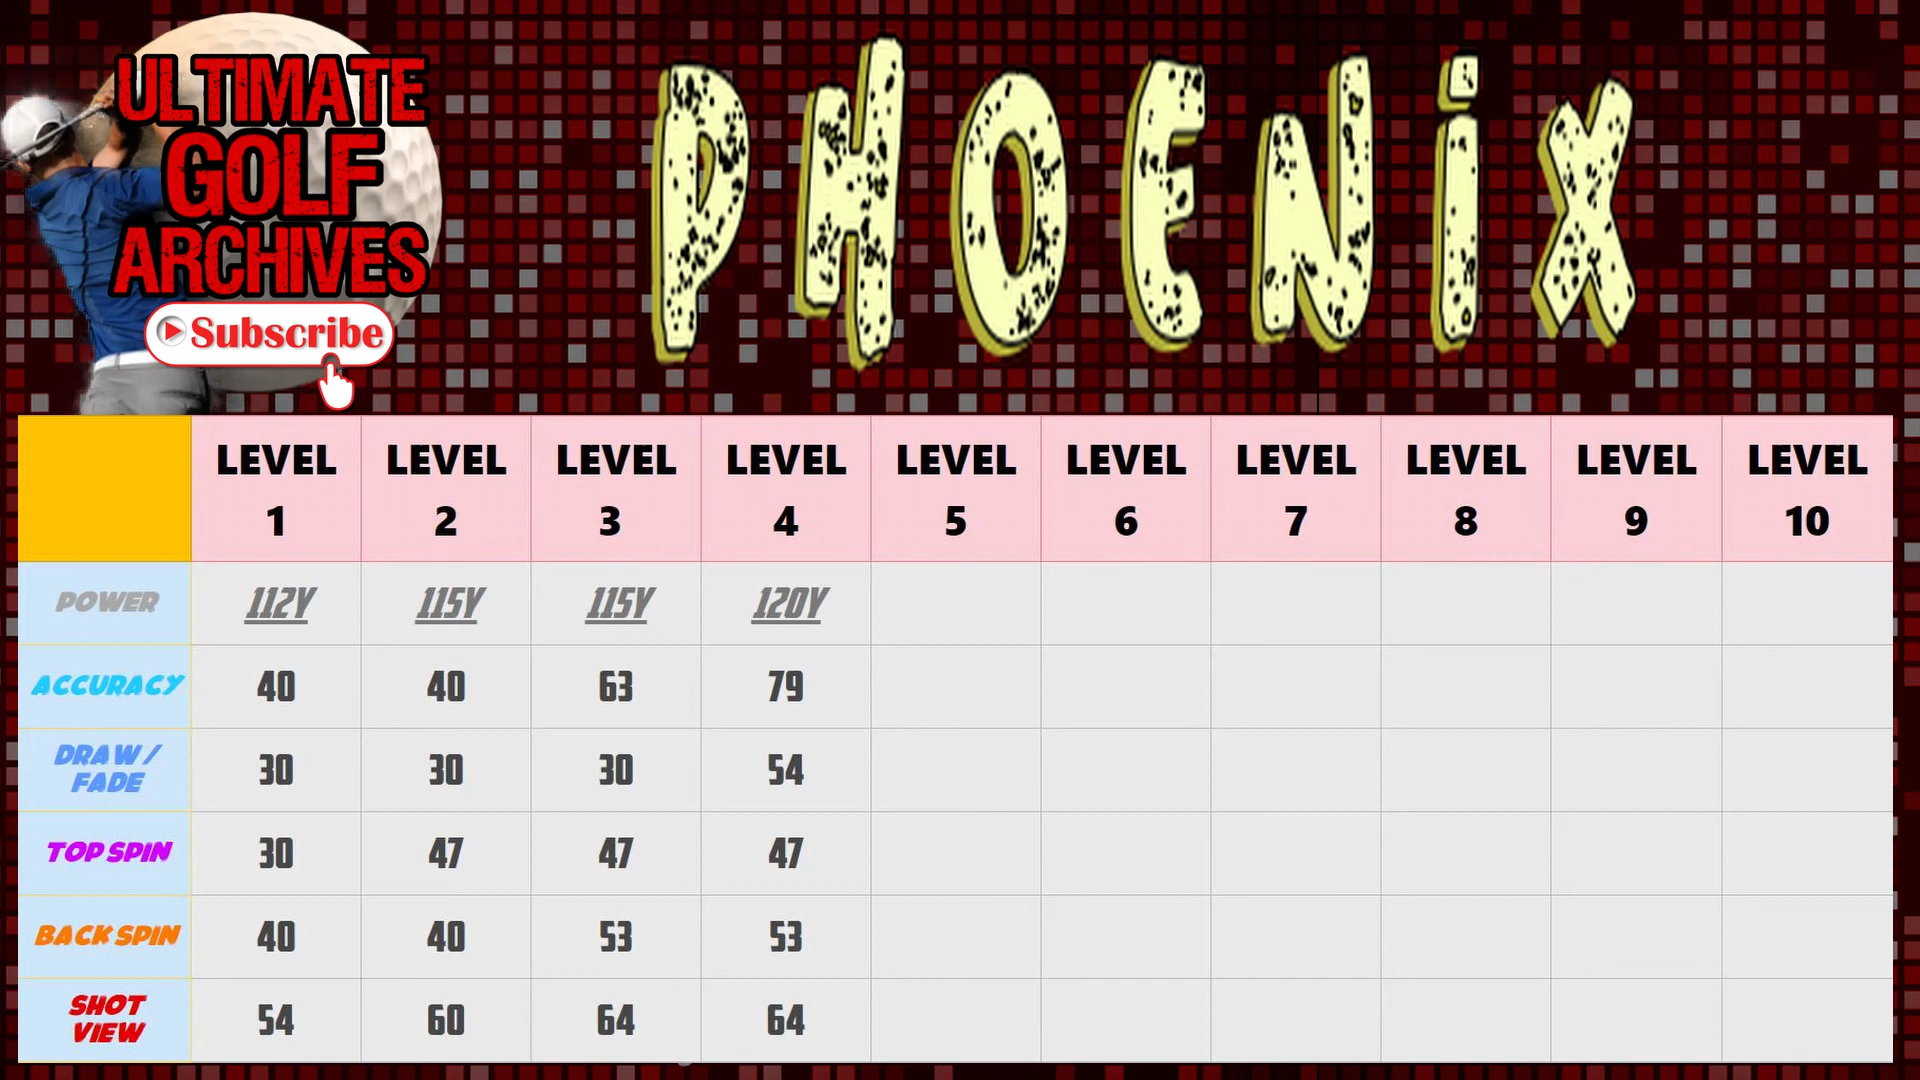 ULTIMATE
GOLF
ARCHIVES
Subscribe
PHOENiX
LEVEL 1 LEVEL 2 LEVEL 3 LEVEL 4 LEVEL 5 LEVEL 6 LEVEL 7 LEVEL 8 LEVEL 9 LEVEL 10
POWER 112Y 115Y 115Y 120Y
ACCURACY 40 40 63 79
DRAW / FADE 30 30 30 54
TOP SPIN 30 47 47 47
BACK SPIN 40 40 53 53
SHOT VIEW 54 60 64 64